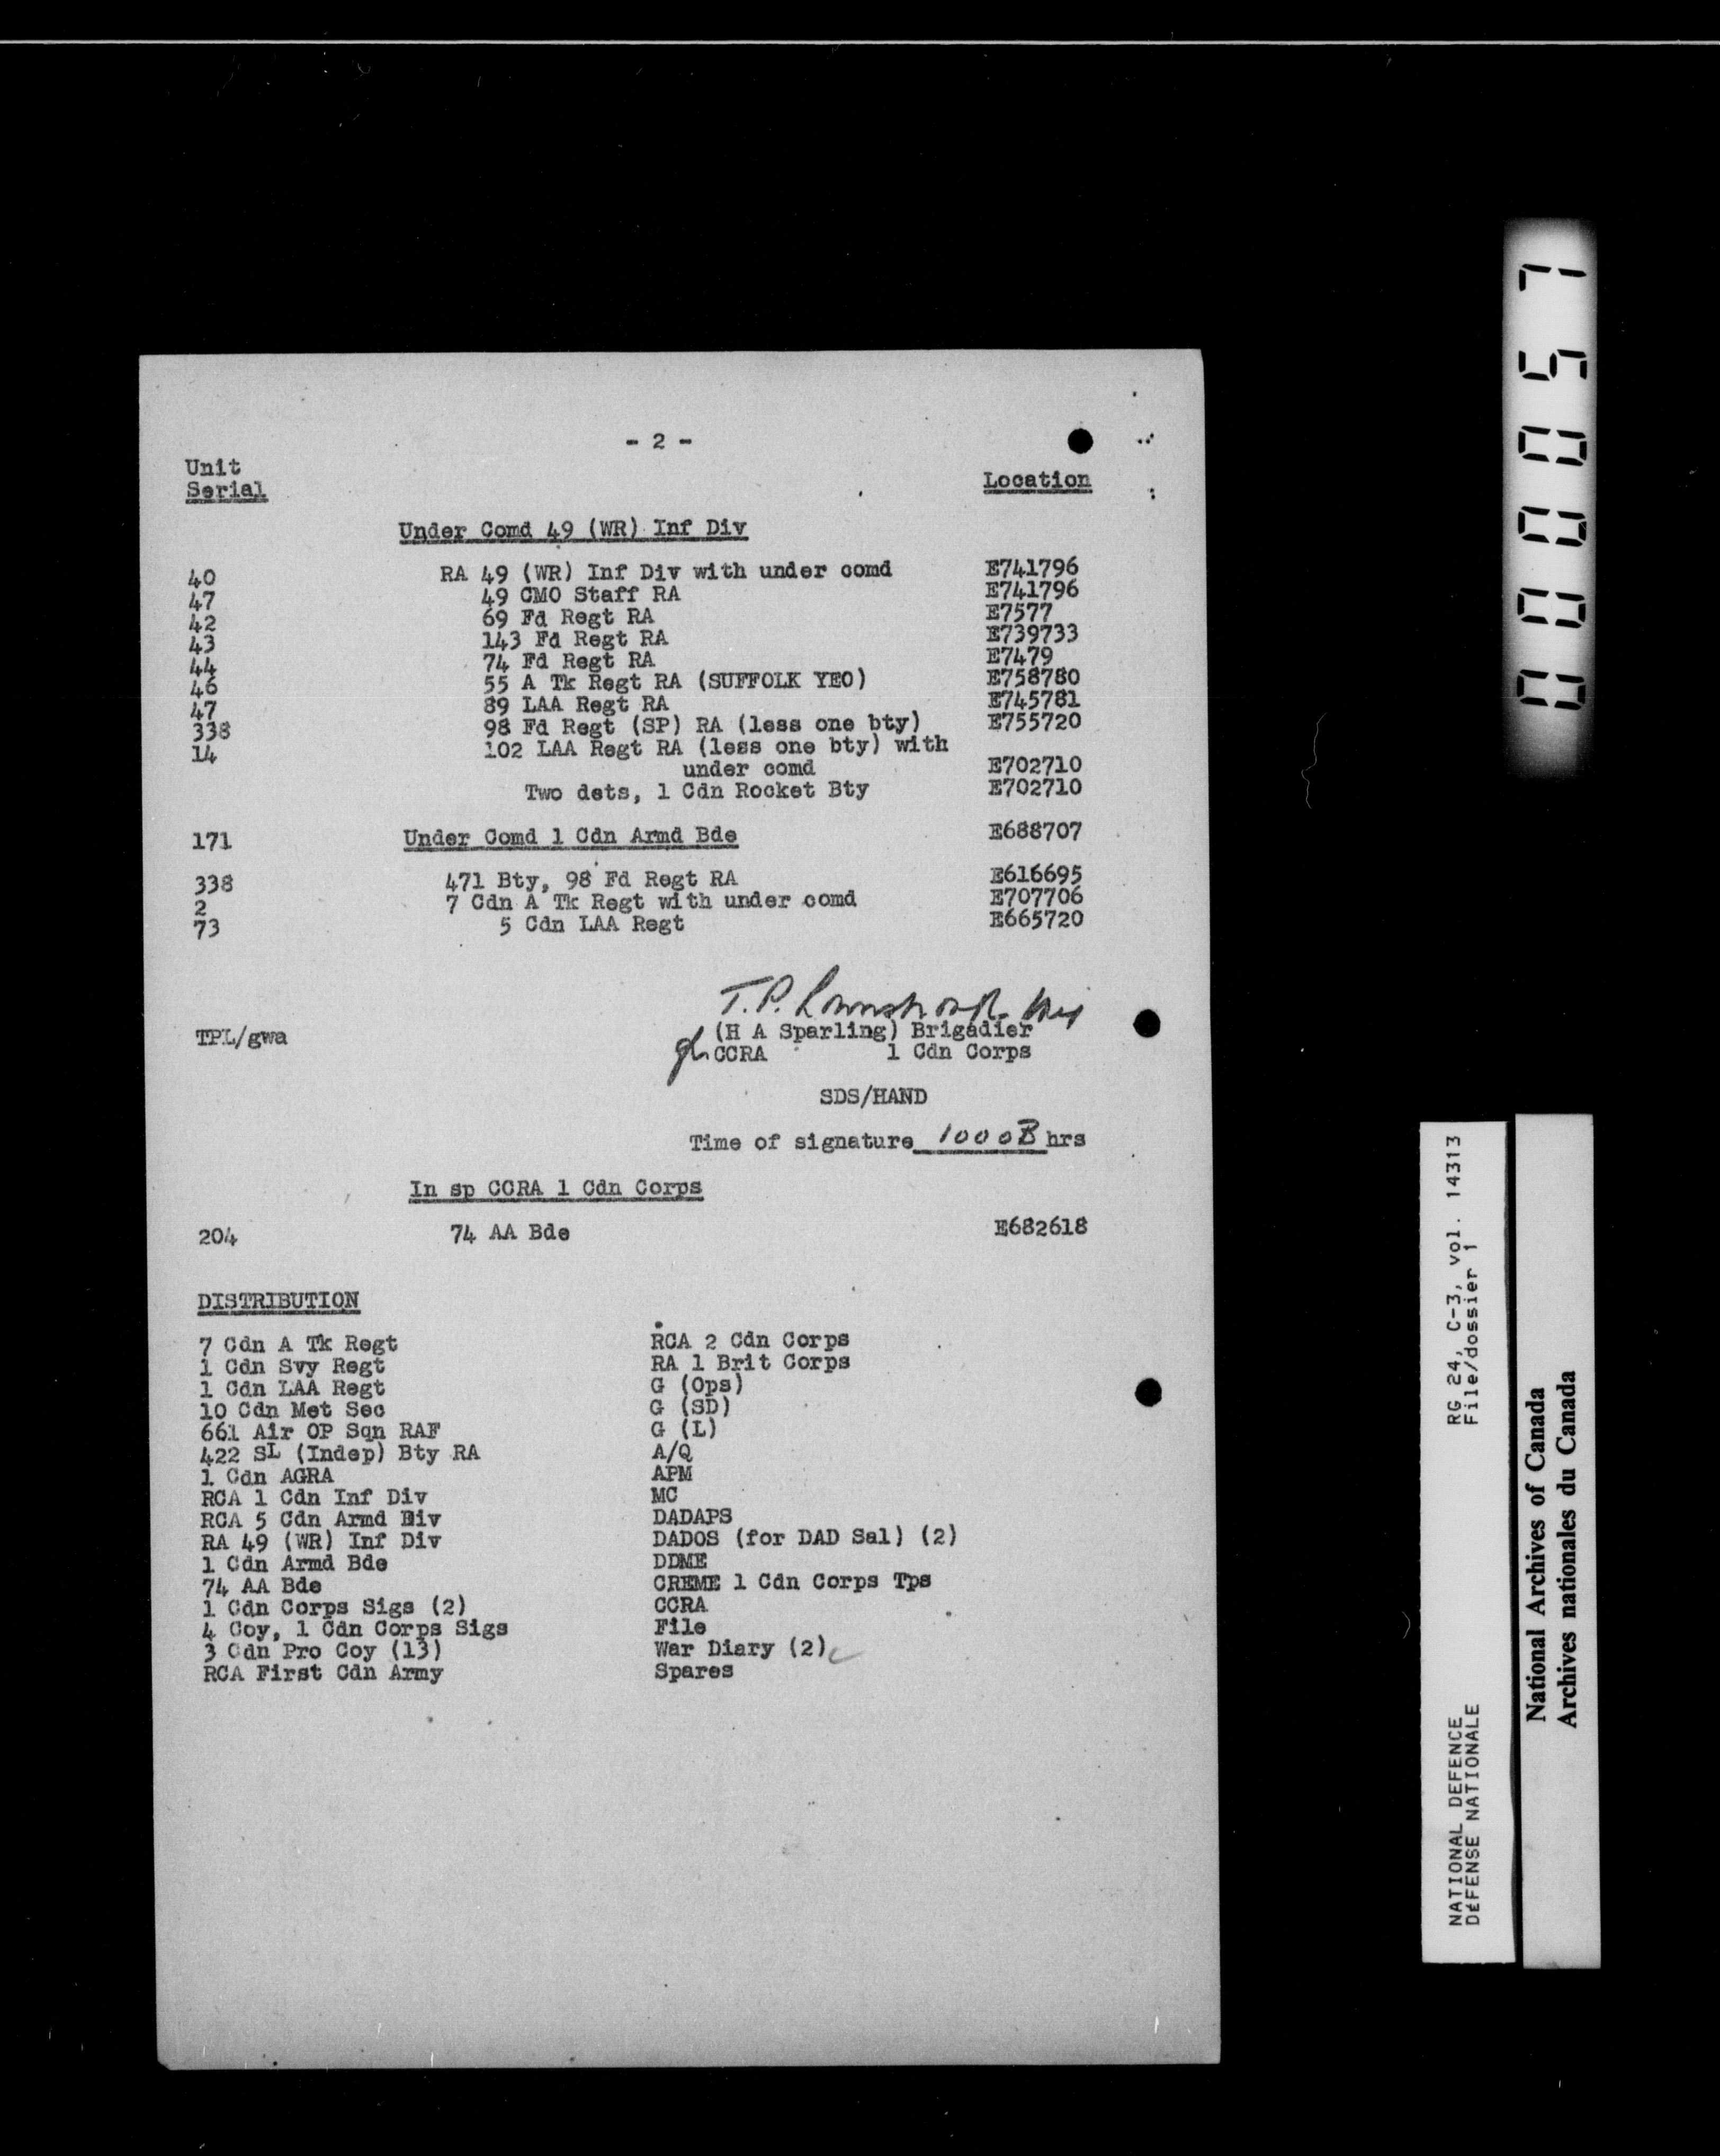 - 2 -
Unit
Serial Location
Under Comd 49 (WR) Inf Div
40 RA 49 (WR) Inf Div with under comd E741796
47 49 CMO Staff RA E741796
42 69 Fd Regt RA E7577
43 143 Fd Regt RA E739733
44 74 Fd Regt RA E7479
46 55 A Tk Regt RA (SUFFOLK YEO) E758780
47 89 LAA Regt RA E745781
338 98 Fd Regt (SP) RA (less one bty) E755720
14 102 LAA Regt RA (less one bty) with
under comd E702710
Two dets, 1 Cdn Rocket Bty E702710
171 Under Comd 1 Cdn Armd Bde E688707
338 471 Bty, 98 Fd Regt RA E616695
2 7 Cdn A Tk Regt with under comd E707706
73 5 Cdn LAA Regt E665720
T.P.
TPL/gwa (H A Sparling) Brigadier
CCRA 1 Cdn Corps
SDS/HAND
Time of signature 1000B hrs
In sp CCRA 1 Cdn Corps
204 74 AA Bde E682618
DISTRIBUTION
7 Cdn A Tk Regt RCA 2 Cdn Corps
1 Cdn Svy Regt RA 1 Brit Corps
1 Cdn LAA Regt G (Ops)
10 Cdn Met Sec G (SD)
661 Air OP Sqn RAF G (L)
422 SL (Indep) Bty RA A/Q
1 Cdn AGRA APM
RCA 1 Cdn Inf Div MC
RCA 5 Cdn Armd Div DADAPS
RA 49 (WR) Inf Div DADOS (for DAD Sal) (2)
1 Cdn Armd Bde DDME
74 AA Bde CREME 1 Cdn Corps Tps
1 Cdn Corps Sigs (2) CCRA
4 Coy, 1 Cdn Corps Sigs File
3 Cdn Pro Coy (13) War Diary (2)
RCA First Cdn Army Spares
000057
NATIONAL DEFENCE RG 24, C-3, vol. 14313
DÉFENSE NATIONALE File/dossier 1
National Archives of Canada
Archives nationales du Canada